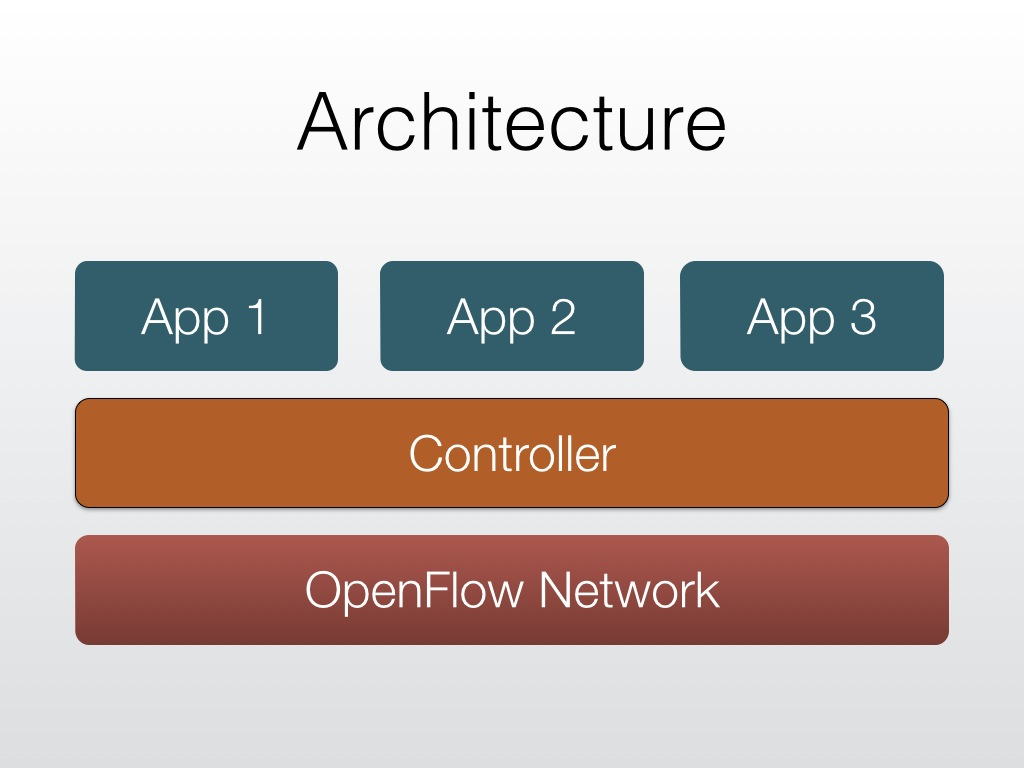 Architecture
App 1
App 2
App 3
Controller
OpenFlow Network